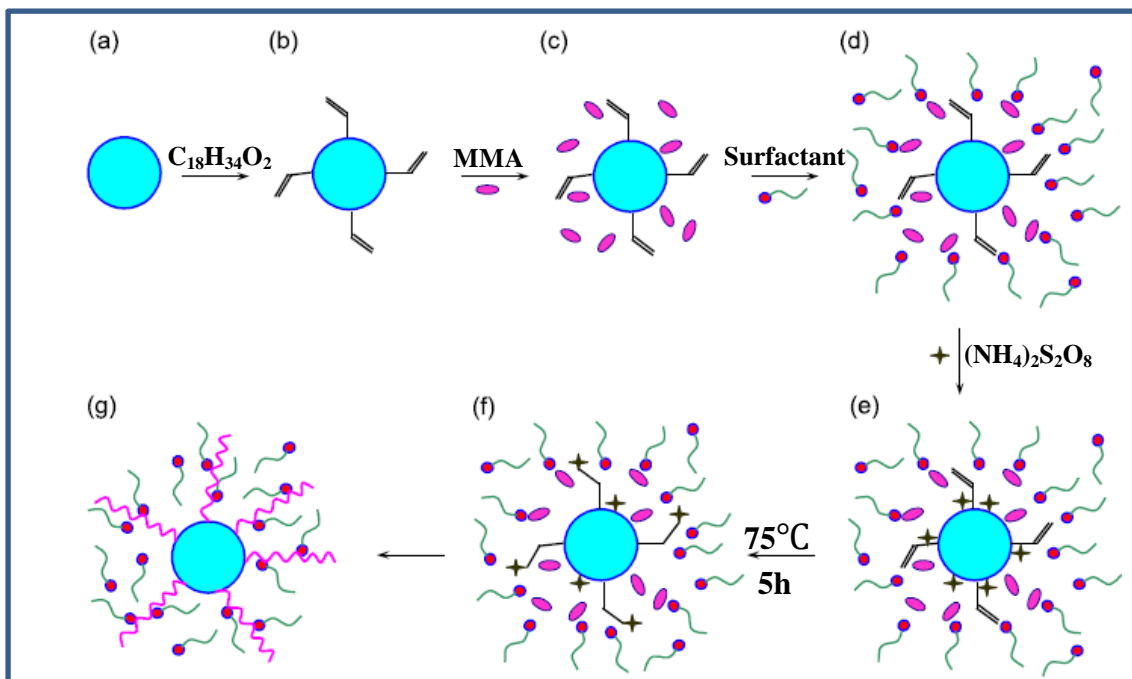 (a)
(b)
(c)
(d)
C₁₈H₃₄O₂
MMA
Surfactant
(NH₄)₂S₂O₈
(g)
(f)
(e)
75℃
5h